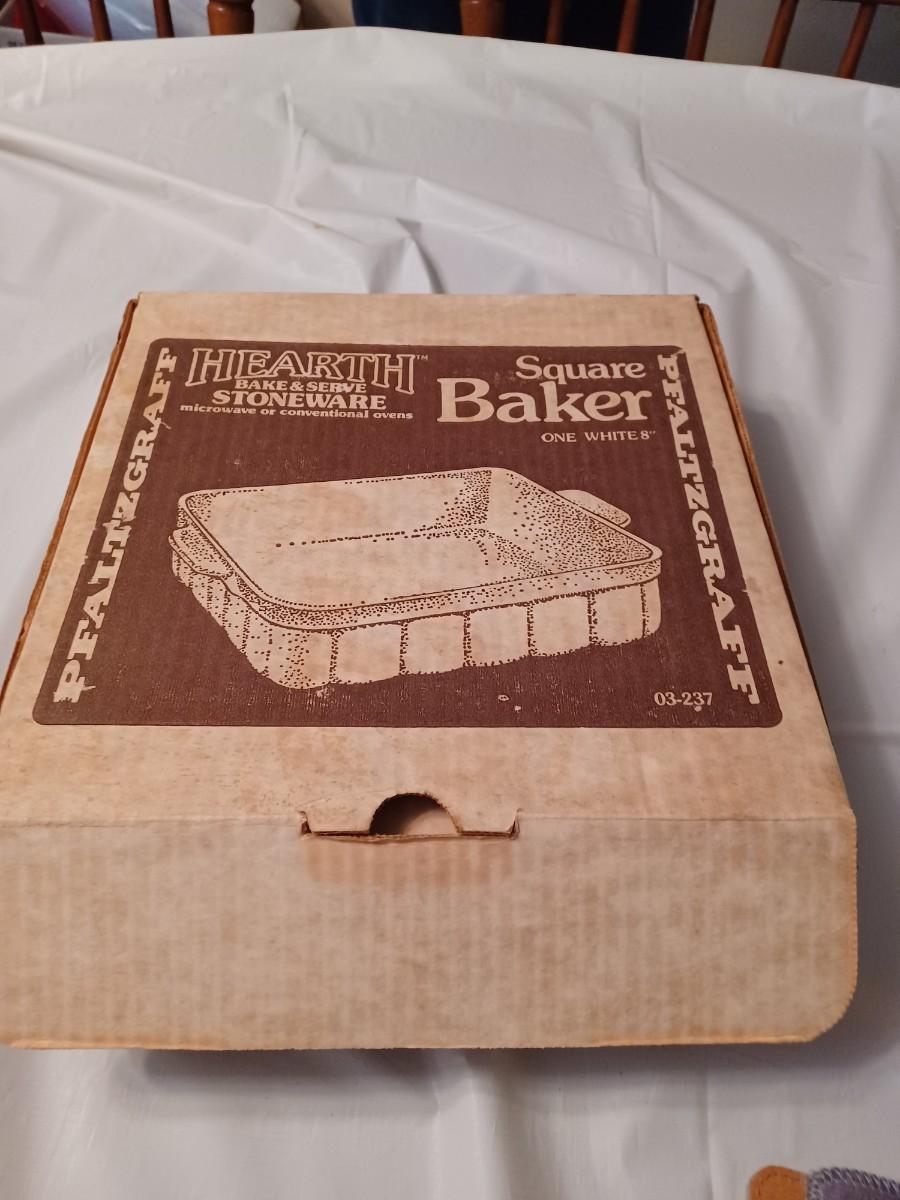 PFALTZGRAFF
HEARTH™
BAKE & SERVE
STONEWARE
microwave or conventional ovens
Square
Baker
ONE WHITE 8"
PFALTZGRAFF
03-237